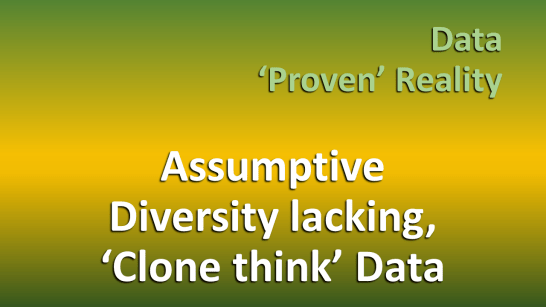 Data
‘Proven’ Reality
Assumptive
Diversity lacking,
‘Clone think’ Data